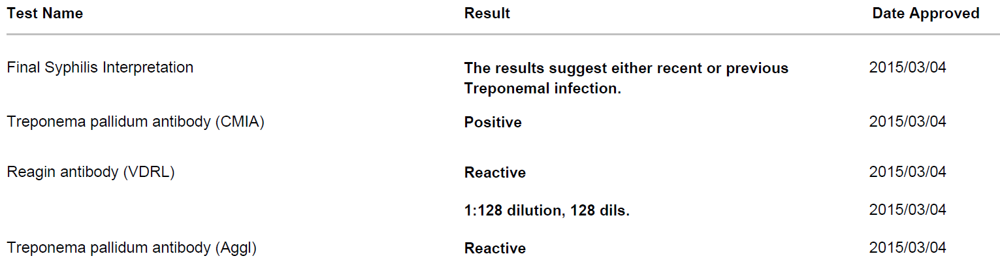 Test Name Result Date Approved
Final Syphilis Interpretation The results suggest either recent or previous 2015/03/04
Treponemal infection.
Treponema pallidum antibody (CMIA) Positive 2015/03/04
Reagin antibody (VDRL) Reactive 2015/03/04
1:128 dilution, 128 dils. 2015/03/04
Treponema pallidum antibody (Aggl) Reactive 2015/03/04